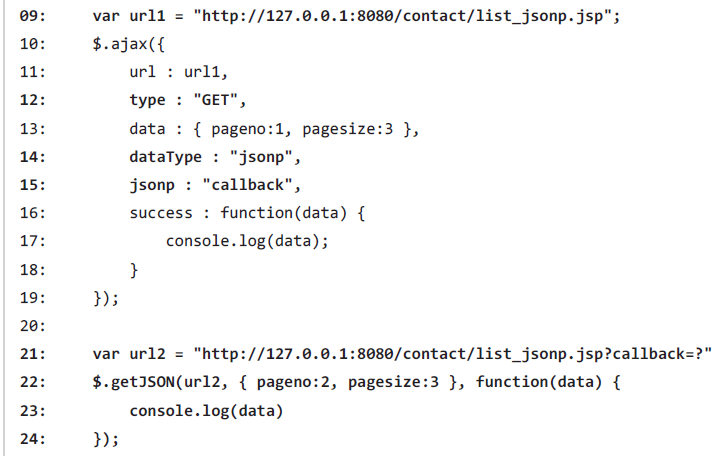 09:     var url1 = "http://127.0.0.1:8080/contact/list_jsonp.jsp";
10:     $.ajax({
11:         url : url1,
12:         type : "GET",
13:         data : { pageno:1, pagesize:3 },
14:         dataType : "jsonp",
15:         jsonp : "callback",
16:         success : function(data) {
17:             console.log(data);
18:         }
19:     });
20:
21:     var url2 = "http://127.0.0.1:8080/contact/list_jsonp.jsp?callback=?"
22:     $.getJSON(url2, { pageno:2, pagesize:3 }, function(data) {
23:         console.log(data)
24:     });